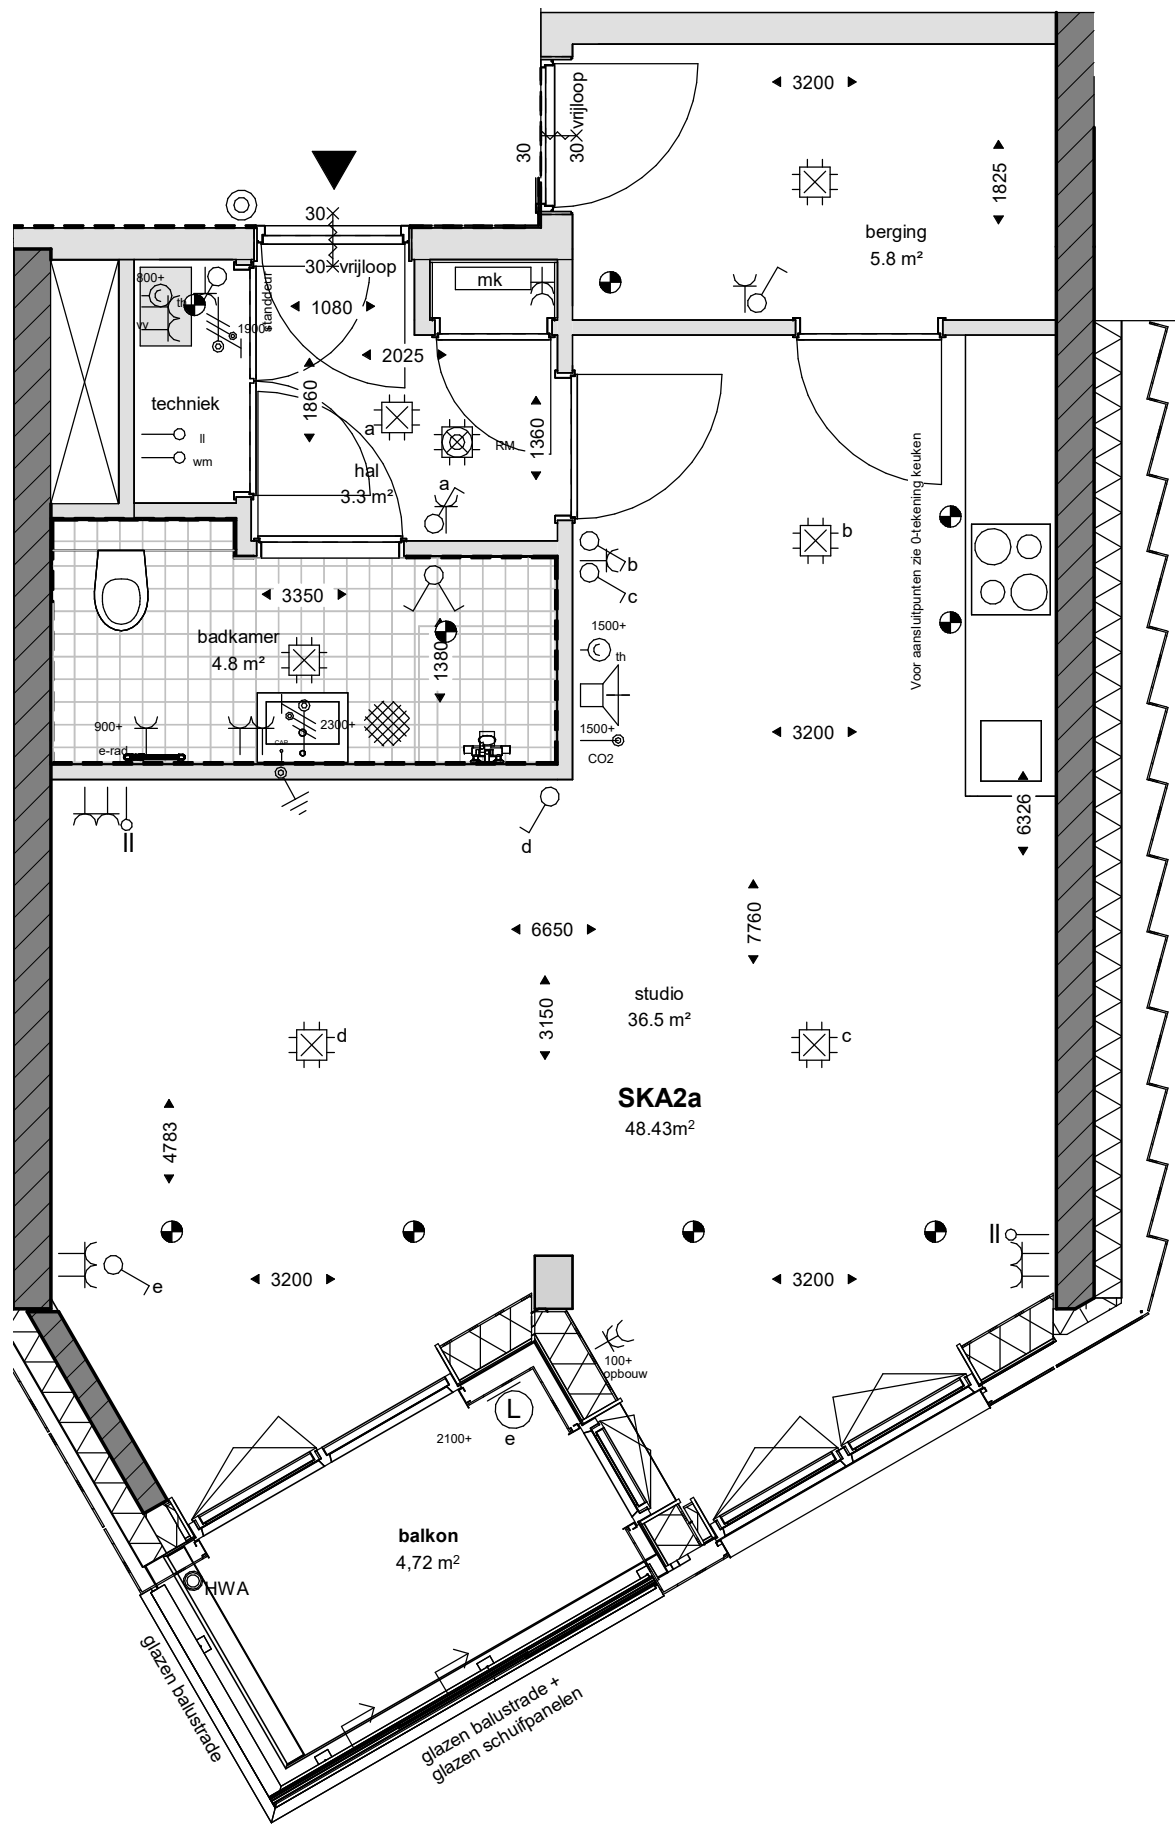 3200
30
30 vrijloop
1825
berging
5.8 m²
30
30 vrijloop
standdeur
1080
mk
800+
th
vv
1900+
2025
1860
1360
techniek
a
RM
ll
wm
hal
3.3 m²
a
Voor aansluitpunten zie 0-tekening keuken
b
b
c
3350
badkamer
4.8 m²
1380
1500+
th
900+
e-rad
2300+
CAP
1500+
CO2
3200
6326
ll
d
6650
7760
3150
studio
36.5 m²
d
c
SKA2a
48.43m²
4783
ll
e
3200
3200
100+
opbouw
L
2100+
e
balkon
4,72 m²
HWA
glazen balustrade
glazen balustrade +
glazen schuifpanelen